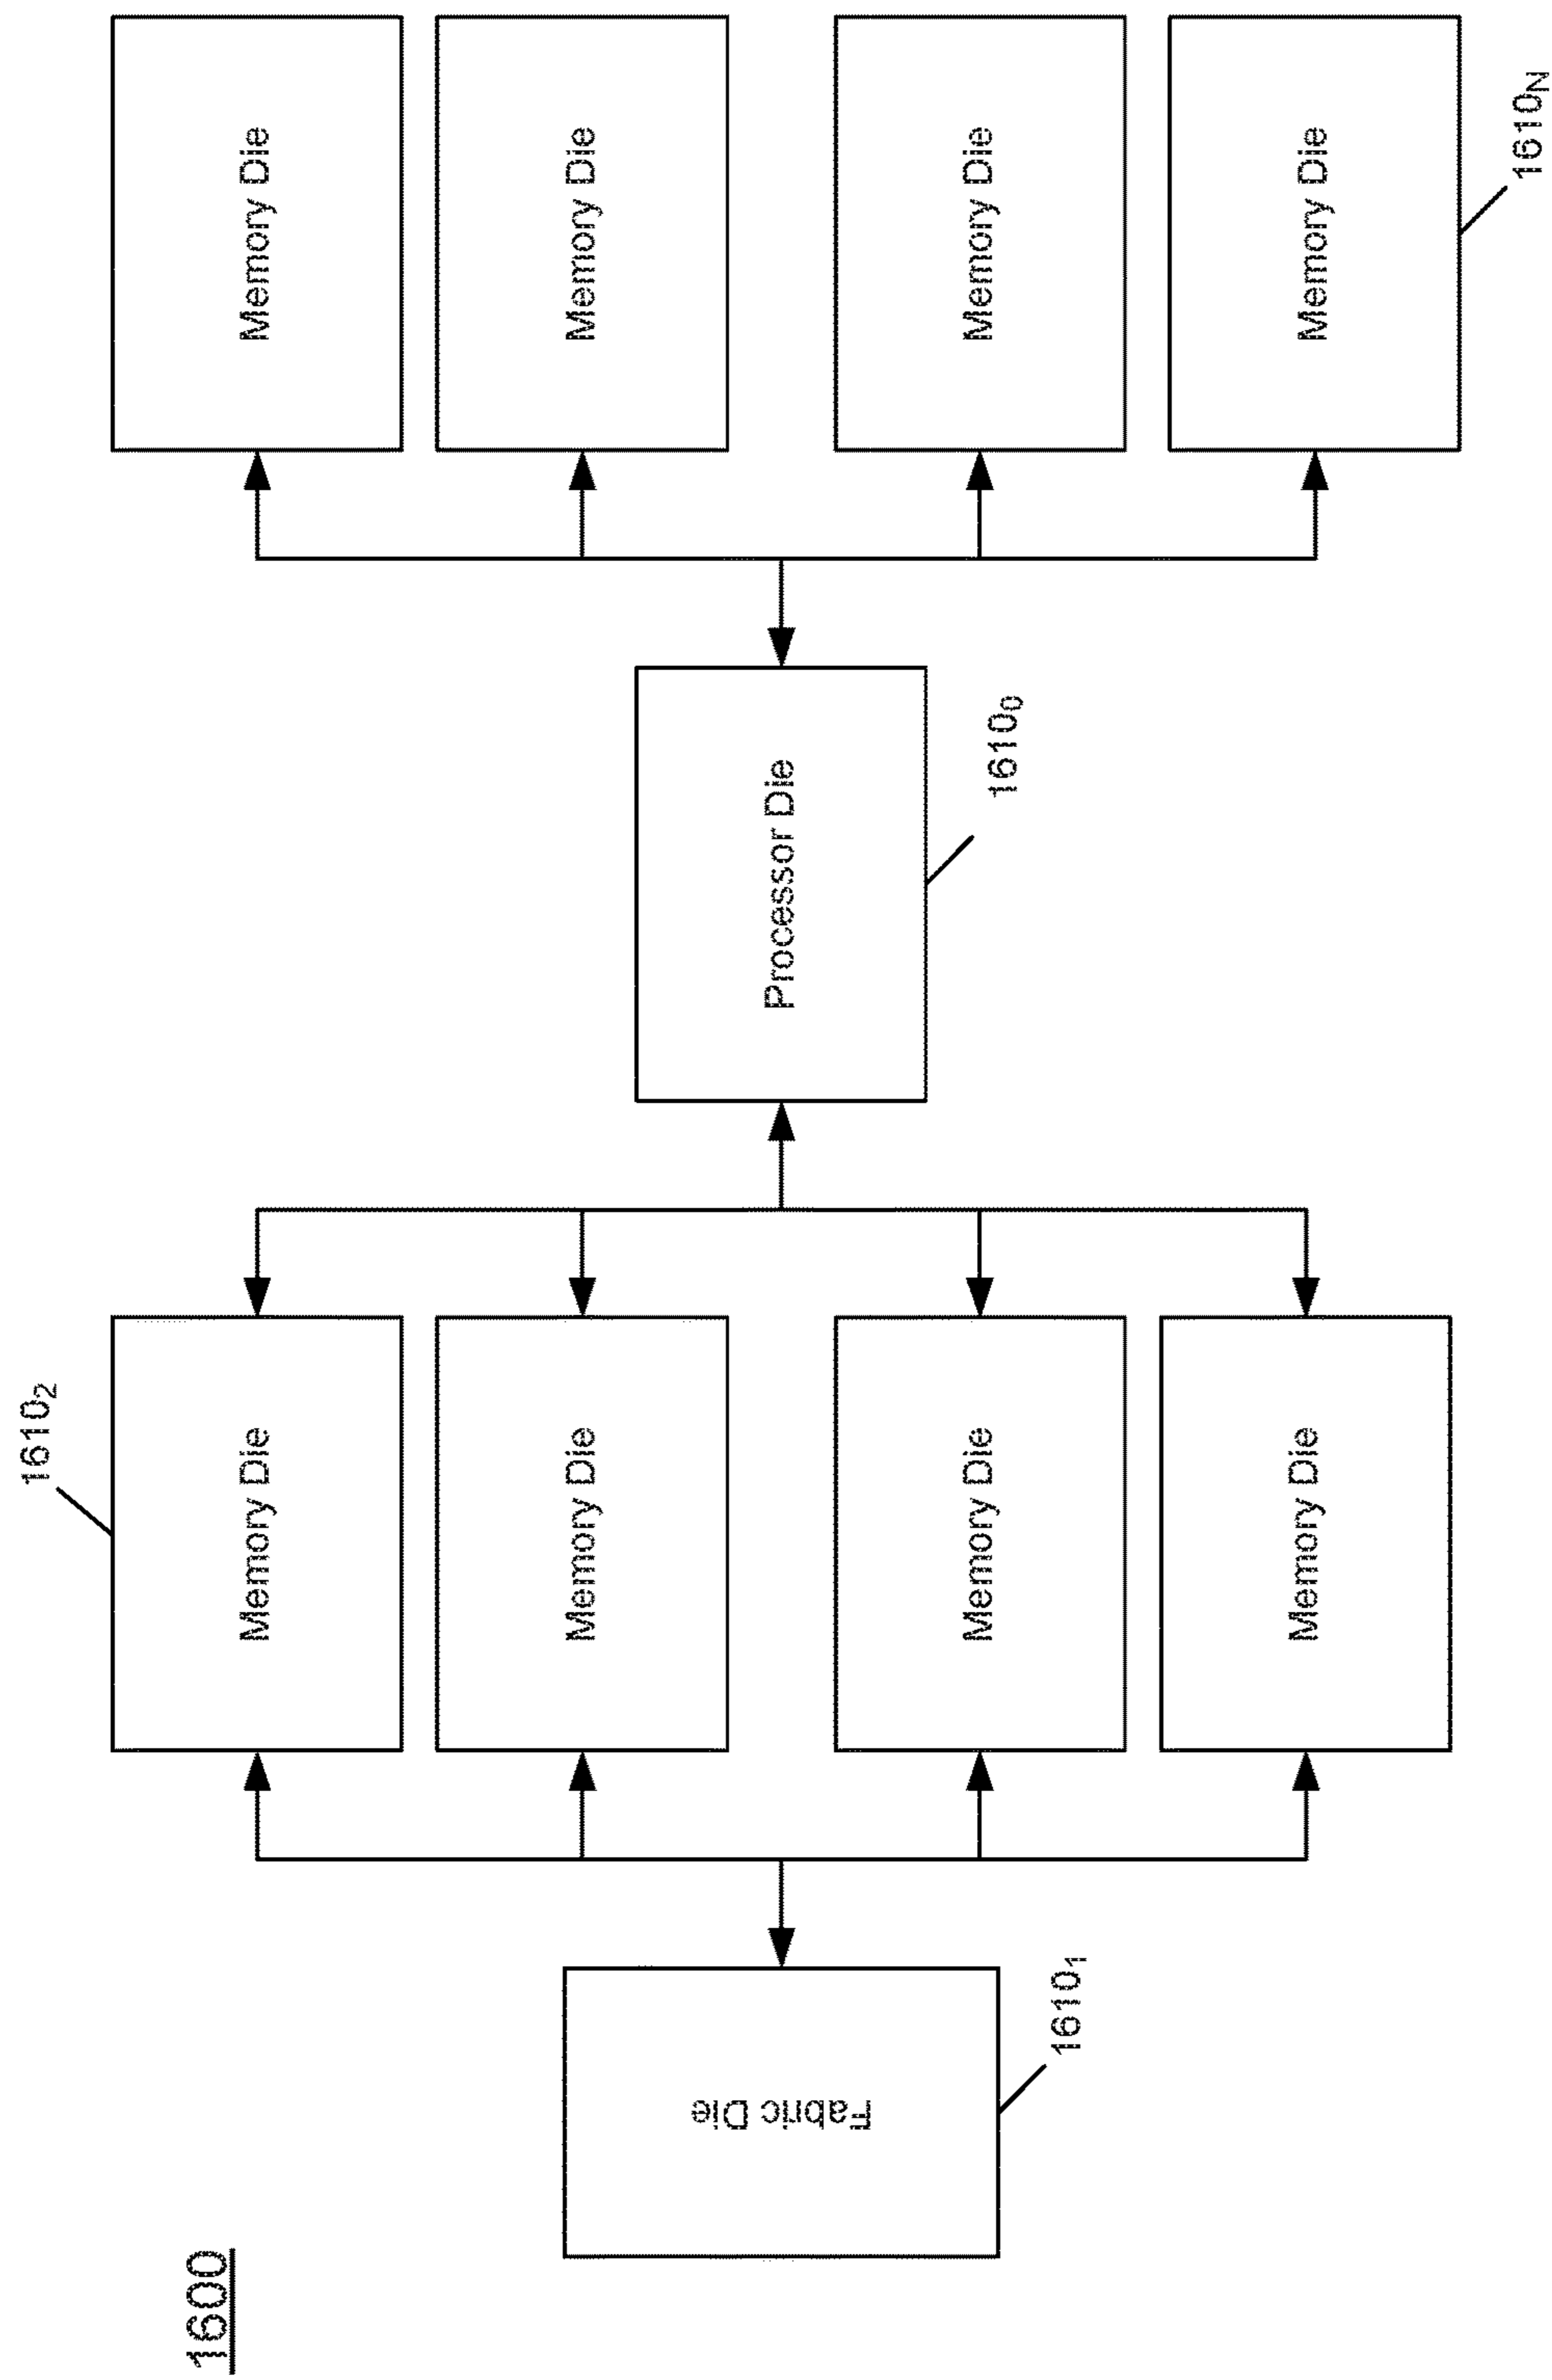 1600
1610₂
Memory Die
Memory Die
Memory Die
Memory Die
Memory Die
Memory Die
Memory Die
Memory Die
Processor Die
1610₀
Fabric Die
1610₁
1610_N